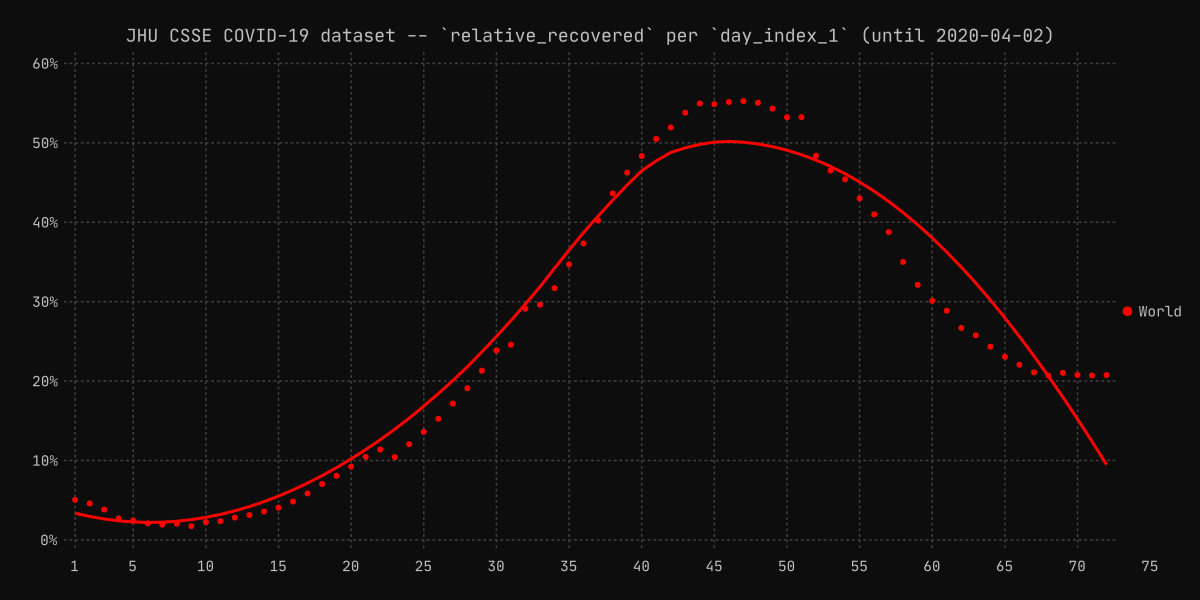 JHU CSSE COVID-19 dataset -- `relative_recovered` per `day_index_1` (until 2020-04-02)
60%
50%
40%
30%
20%
10%
0%
World
1 5 10 15 20 25 30 35 40 45 50 55 60 65 70 75